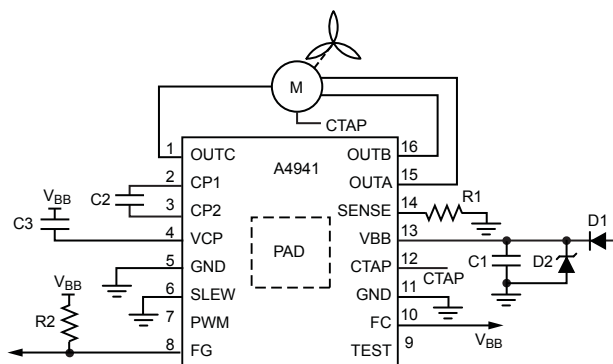 M
CTAP
A4941
1 OUTC
2 CP1
3 CP2
4 VCP
5 GND
6 SLEW
7 PWM
8 FG
OUTB 16
OUTA 15
SENSE 14
VBB 13
CTAP 12
GND 11
FC 10
TEST 9
PAD
VBB
C3
C2
VBB
R2
R1
D1
C1
D2
CTAP
VBB